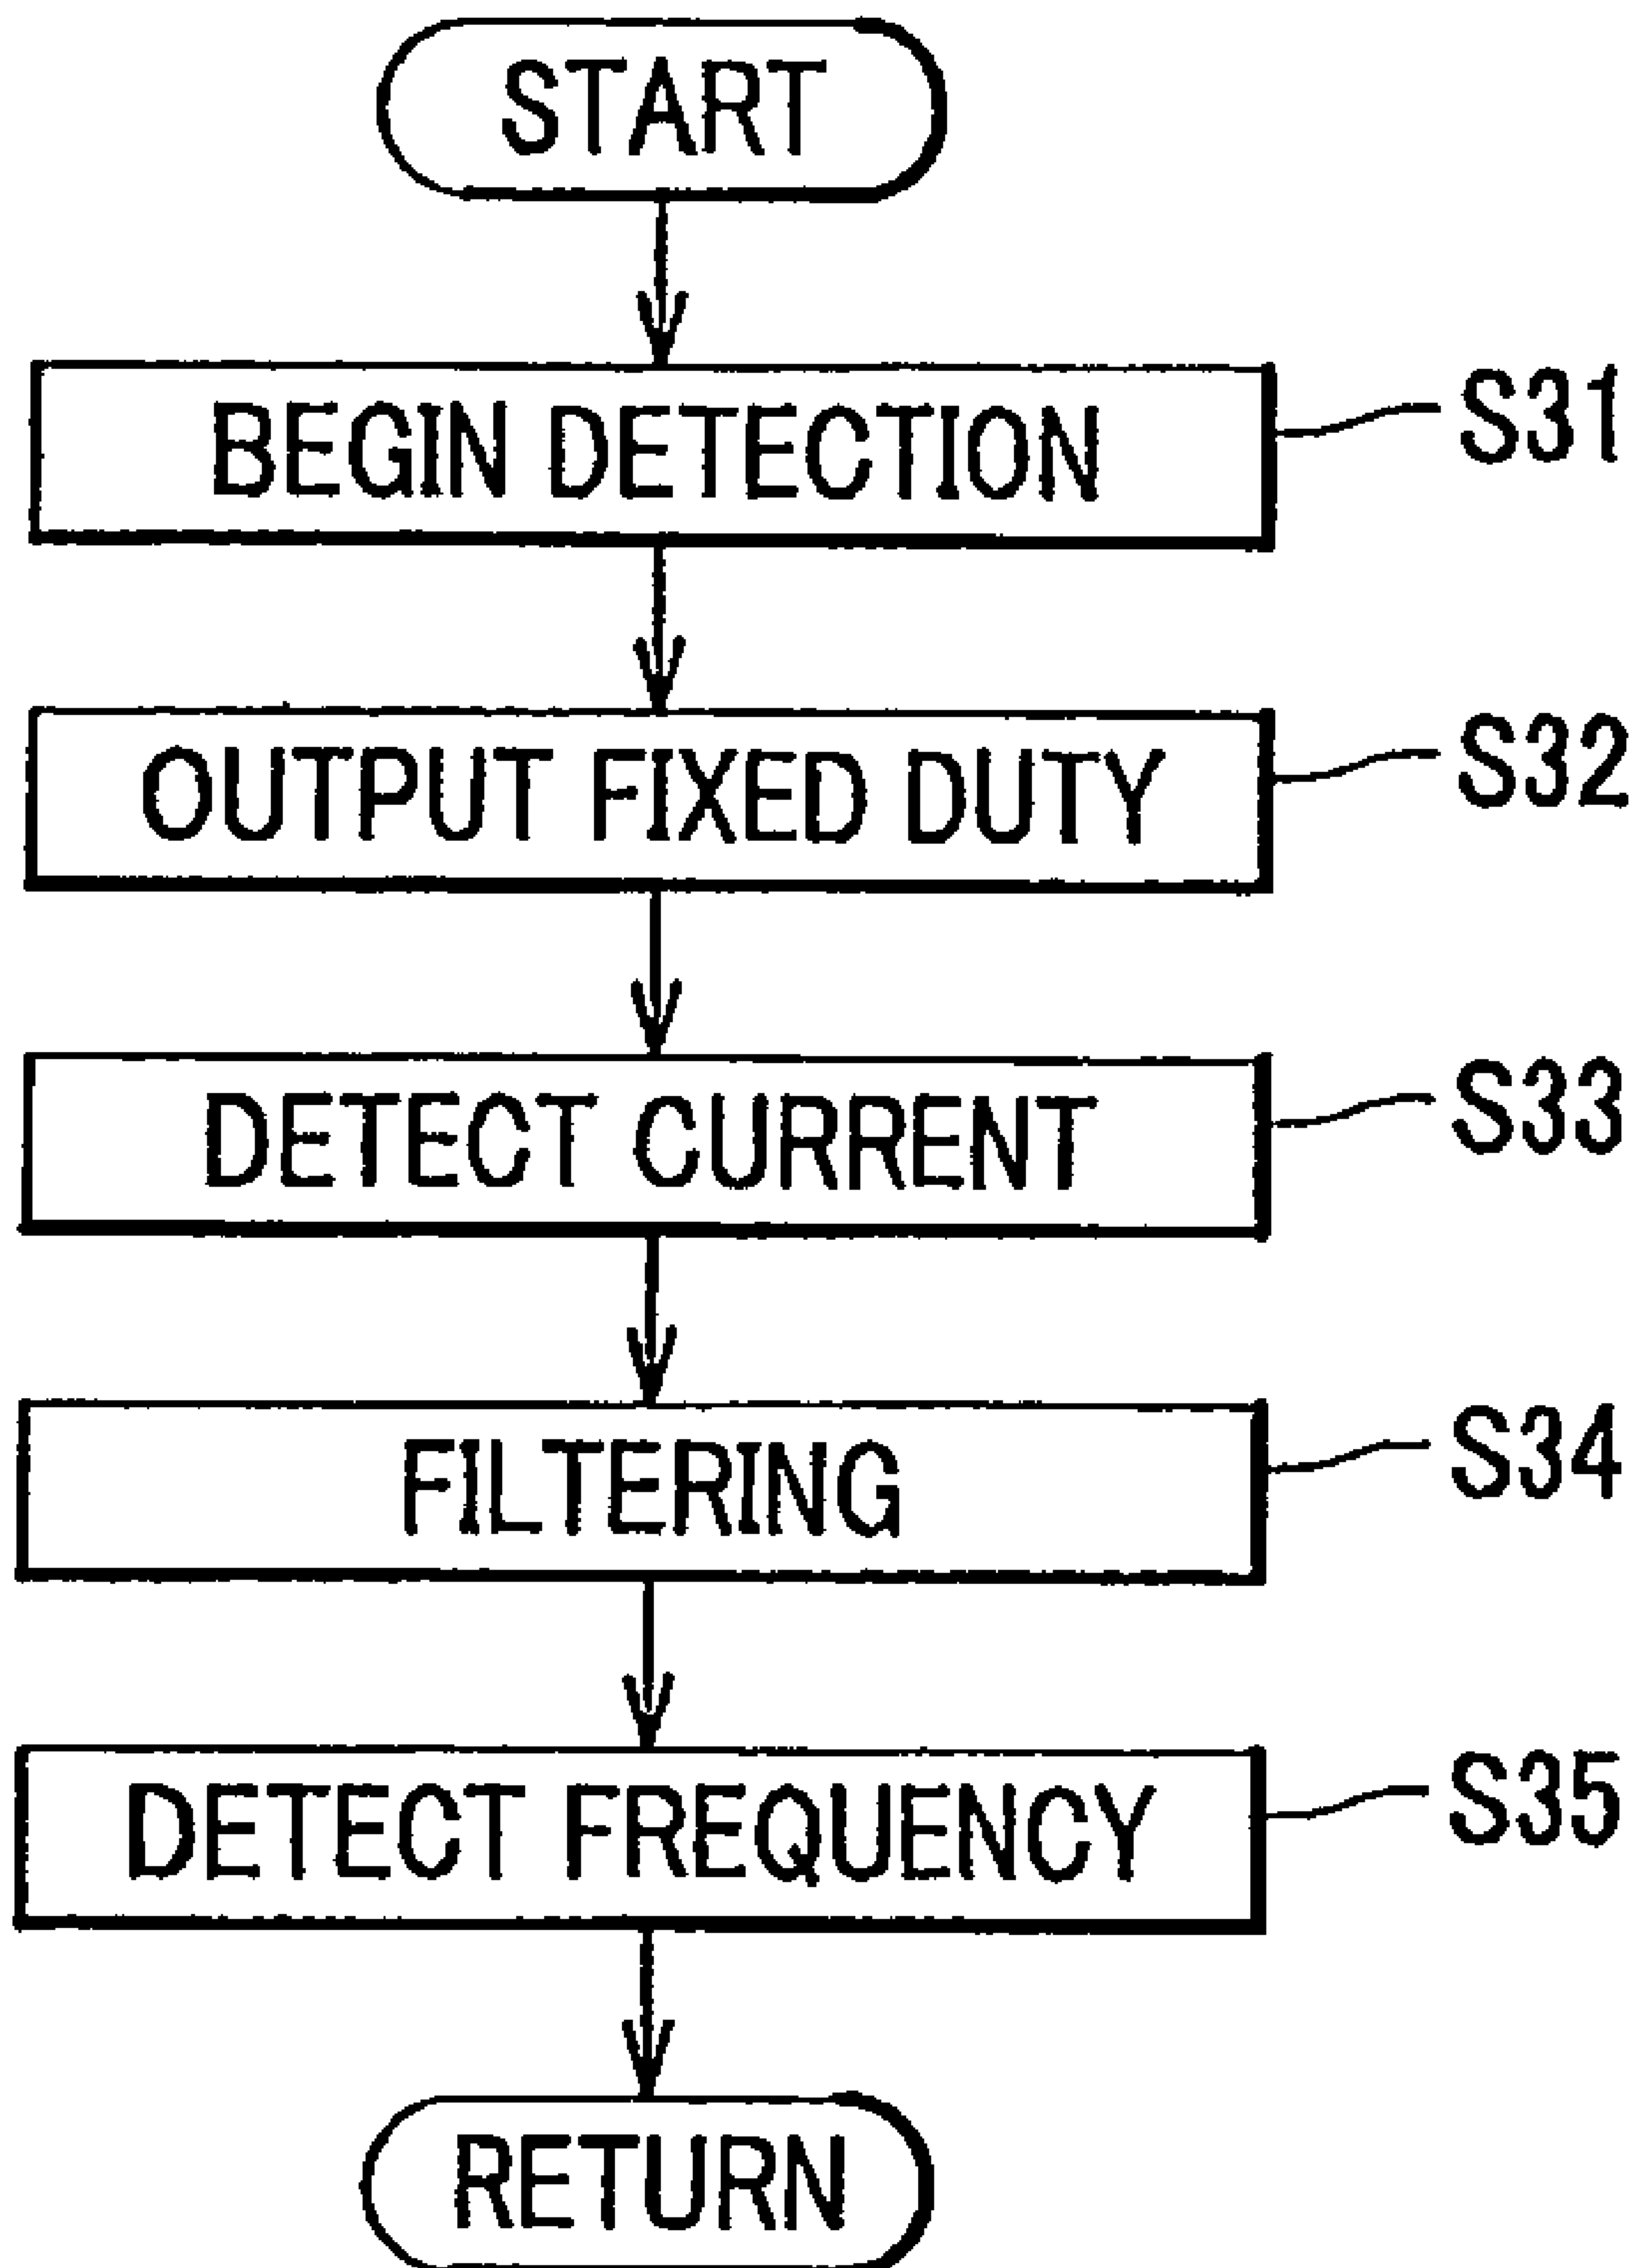 START
BEGIN DETECTION S31
OUTPUT FIXED DUTY S32
DETECT CURRENT S33
FILTERING S34
DETECT FREQUENCY S35
RETURN